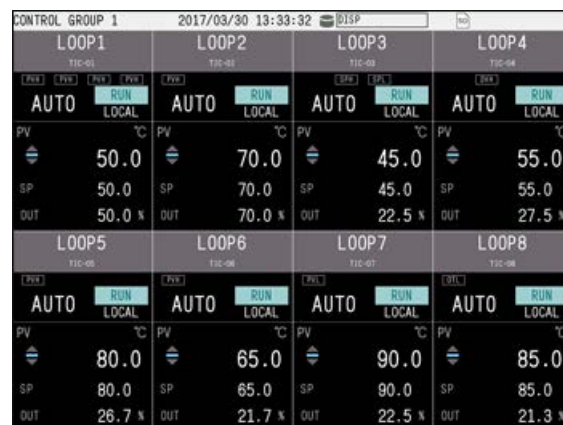 CONTROL GROUP 1 2017/03/30 13:33:32 DISP
LOOP1 LOOP2 LOOP3 LOOP4
TIC-01 TIC-02 TIC-03 TIC-04
AUTO RUN AUTO RUN AUTO RUN AUTO RUN
LOCAL LOCAL LOCAL LOCAL
PV °C PV °C PV °C PV °C
50.0 70.0 45.0 55.0
SP 50.0 SP 70.0 SP 45.0 SP 55.0
OUT 50.0 % OUT 70.0 % OUT 22.5 % OUT 27.5 %
LOOP5 LOOP6 LOOP7 LOOP8
TIC-05 TIC-06 TIC-07 TIC-08
AUTO RUN AUTO RUN AUTO RUN AUTO RUN
LOCAL LOCAL LOCAL LOCAL
PV °C PV °C PV °C PV °C
80.0 65.0 90.0 85.0
SP 80.0 SP 65.0 SP 90.0 SP 85.0
OUT 26.7 % OUT 21.7 % OUT 22.5 % OUT 21.3 %